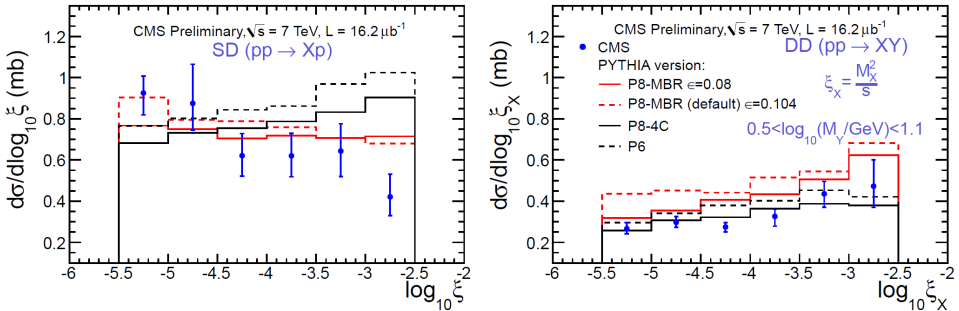 CMS Preliminary, √s = 7 TeV, L = 16.2 μb⁻¹
SD (pp → Xp)
dσ/dlog₁₀ξ (mb)
1.2
1
0.8
0.6
0.4
0.2
-6 -5.5 -5 -4.5 -4 -3.5 -3 -2.5 -2
log₁₀ξ
CMS Preliminary, √s = 7 TeV, L = 16.2 μb⁻¹
CMS
DD (pp → XY)
PYTHIA version:
P8-MBR ∈=0.08
P8-MBR (default) ∈=0.104
P8-4C
P6
ξ_X = M_X²/s
0.5<log₁₀(M_Y/GeV)<1.1
dσ/dlog₁₀ξ_X (mb)
1.2
1
0.8
0.6
0.4
0.2
-6 -5.5 -5 -4.5 -4 -3.5 -3 -2.5 -2
log₁₀ξ_X